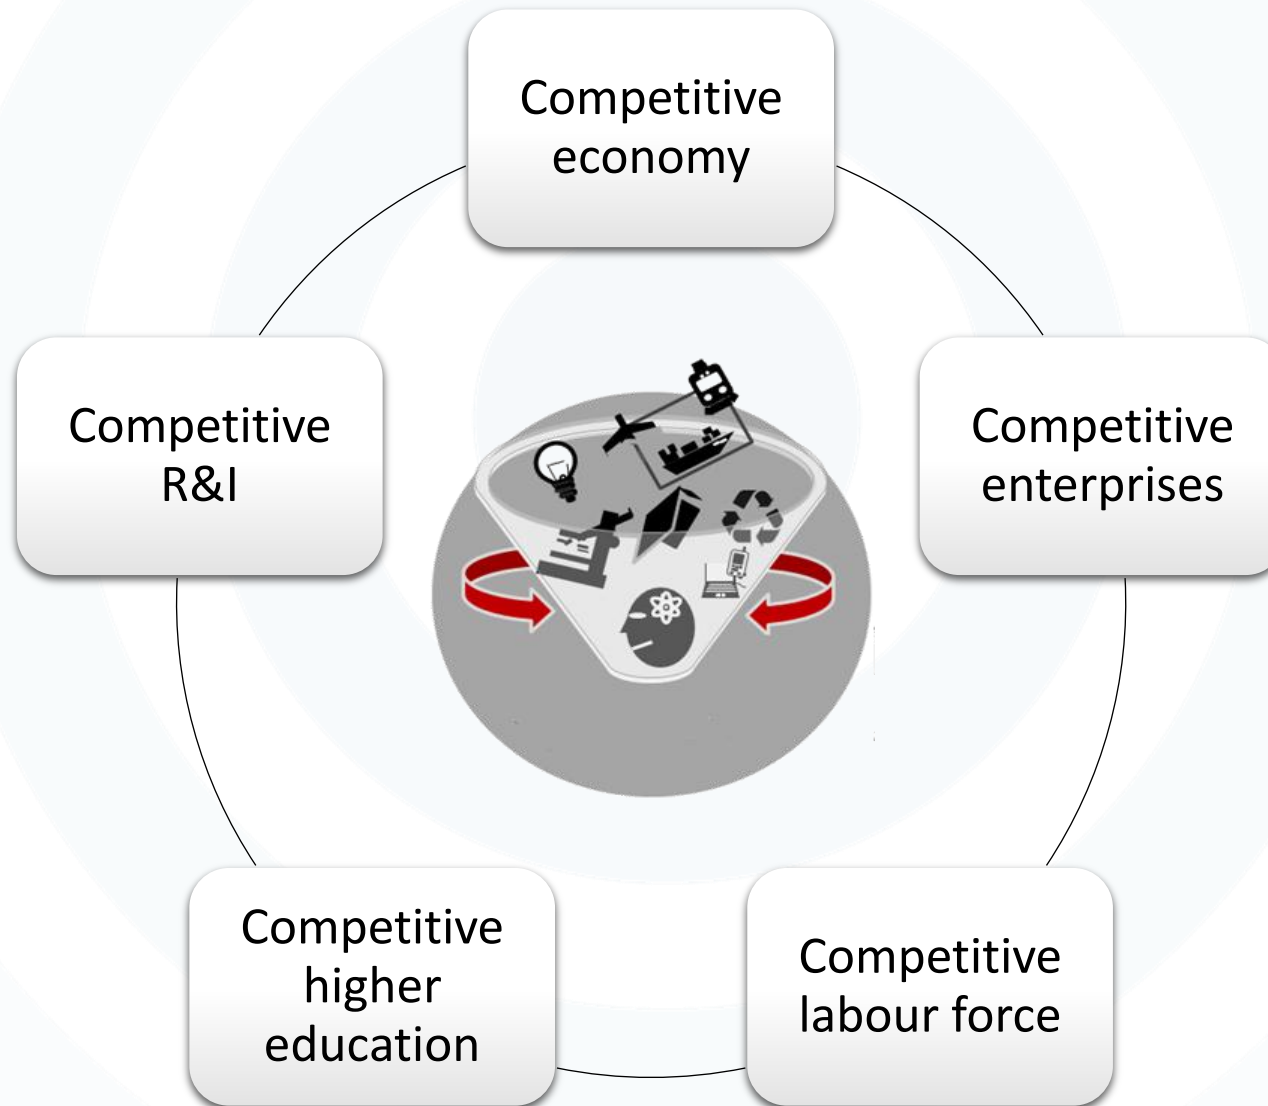 Competitive
economy
Competitive
R&I
Competitive
enterprises
Competitive
higher
education
Competitive
labour force